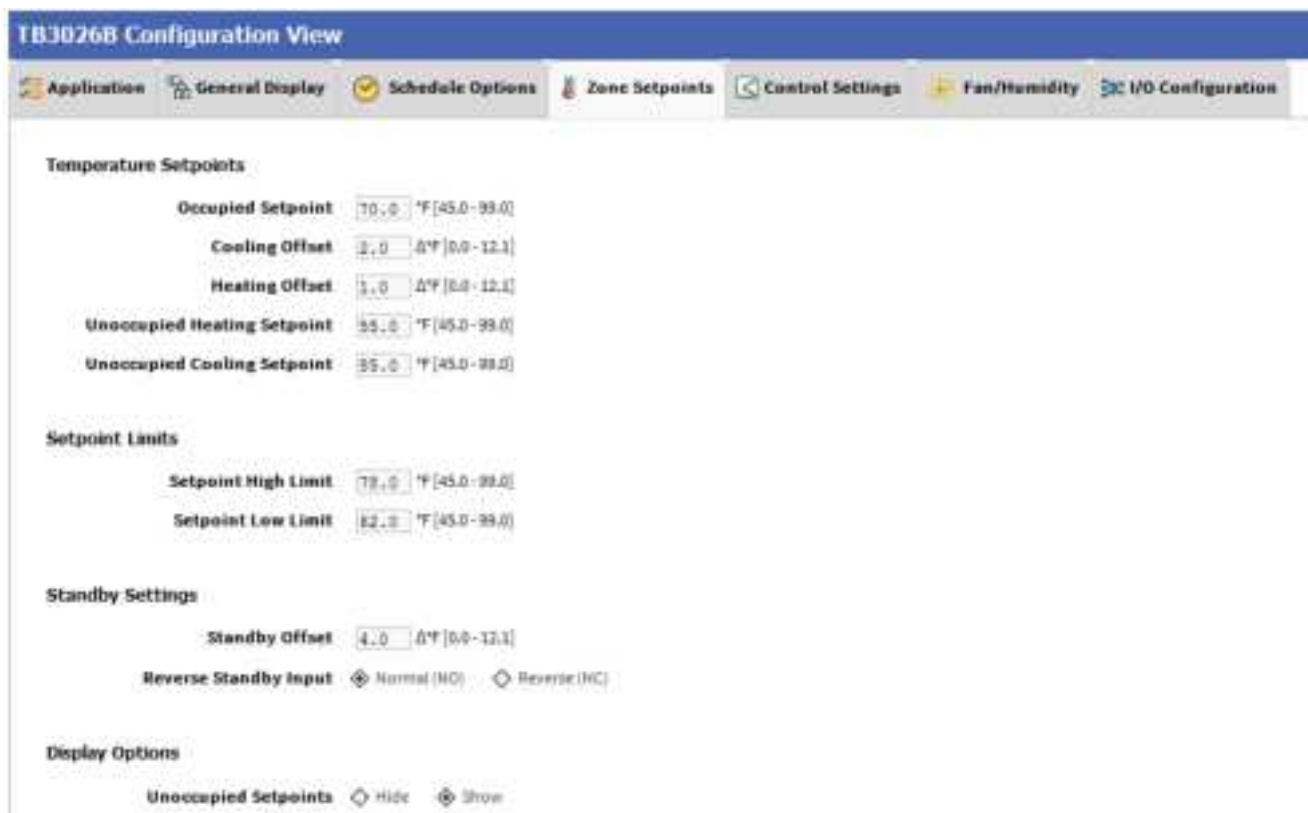 TB3026B Configuration View
Application General Display Schedule Options Zone Setpoints Control Settings Fan/Humidity I/O Configuration
Temperature Setpoints
Occupied Setpoint 70.0 °F [45.0 - 99.0]
Cooling Offset 2.0 Δ°F [0.0 - 12.1]
Heating Offset 1.0 Δ°F [0.0 - 12.1]
Unoccupied Heating Setpoint °F [45.0 - 99.0]
Unoccupied Cooling Setpoint °F [45.0 - 99.0]
Setpoint Limits
Setpoint High Limit °F [45.0 - 99.0]
Setpoint Low Limit °F [45.0 - 99.0]
Standby Settings
Standby Offset 4.0 Δ°F [0.0 - 12.1]
Reverse Standby Input Normal (NO) Reverse (NC)
Display Options
Unoccupied Setpoints Hide Show